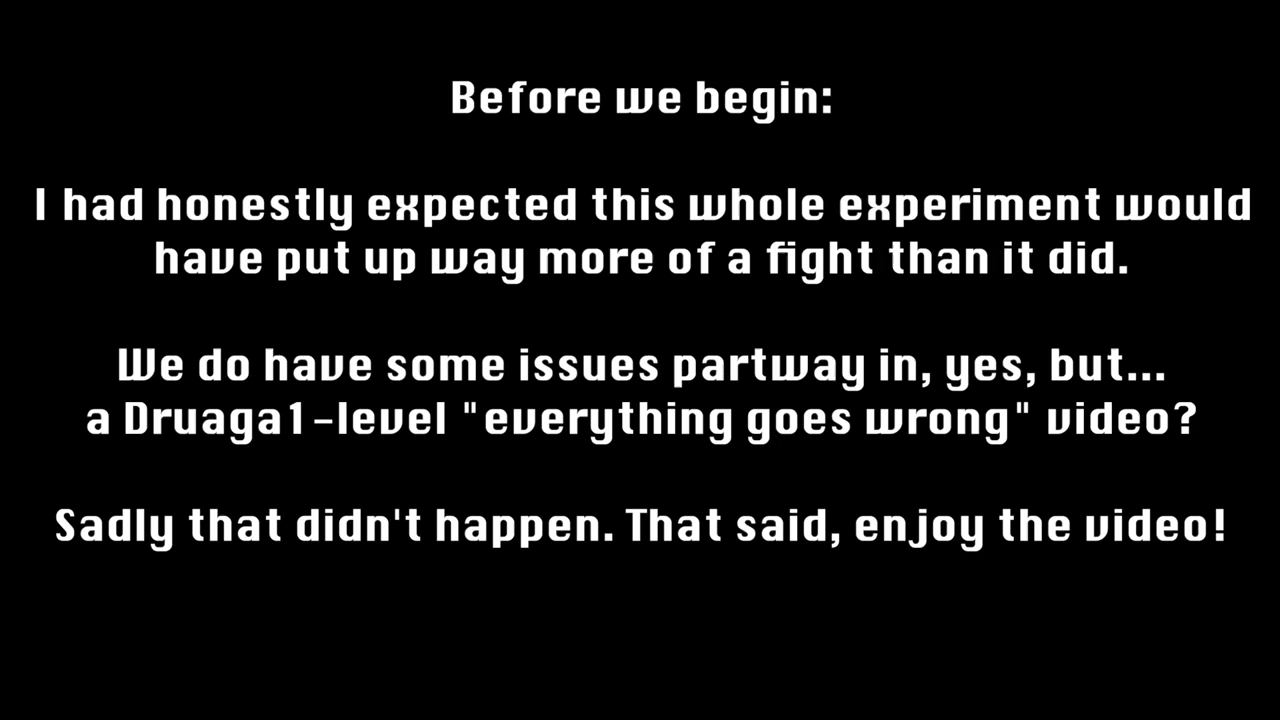 Before we begin:
I had honestly expected this whole experiment would
have put up way more of a fight than it did.
We do have some issues partway in, yes, but...
a Druaga1-level "everything goes wrong" video?
Sadly that didn't happen. That said, enjoy the video!